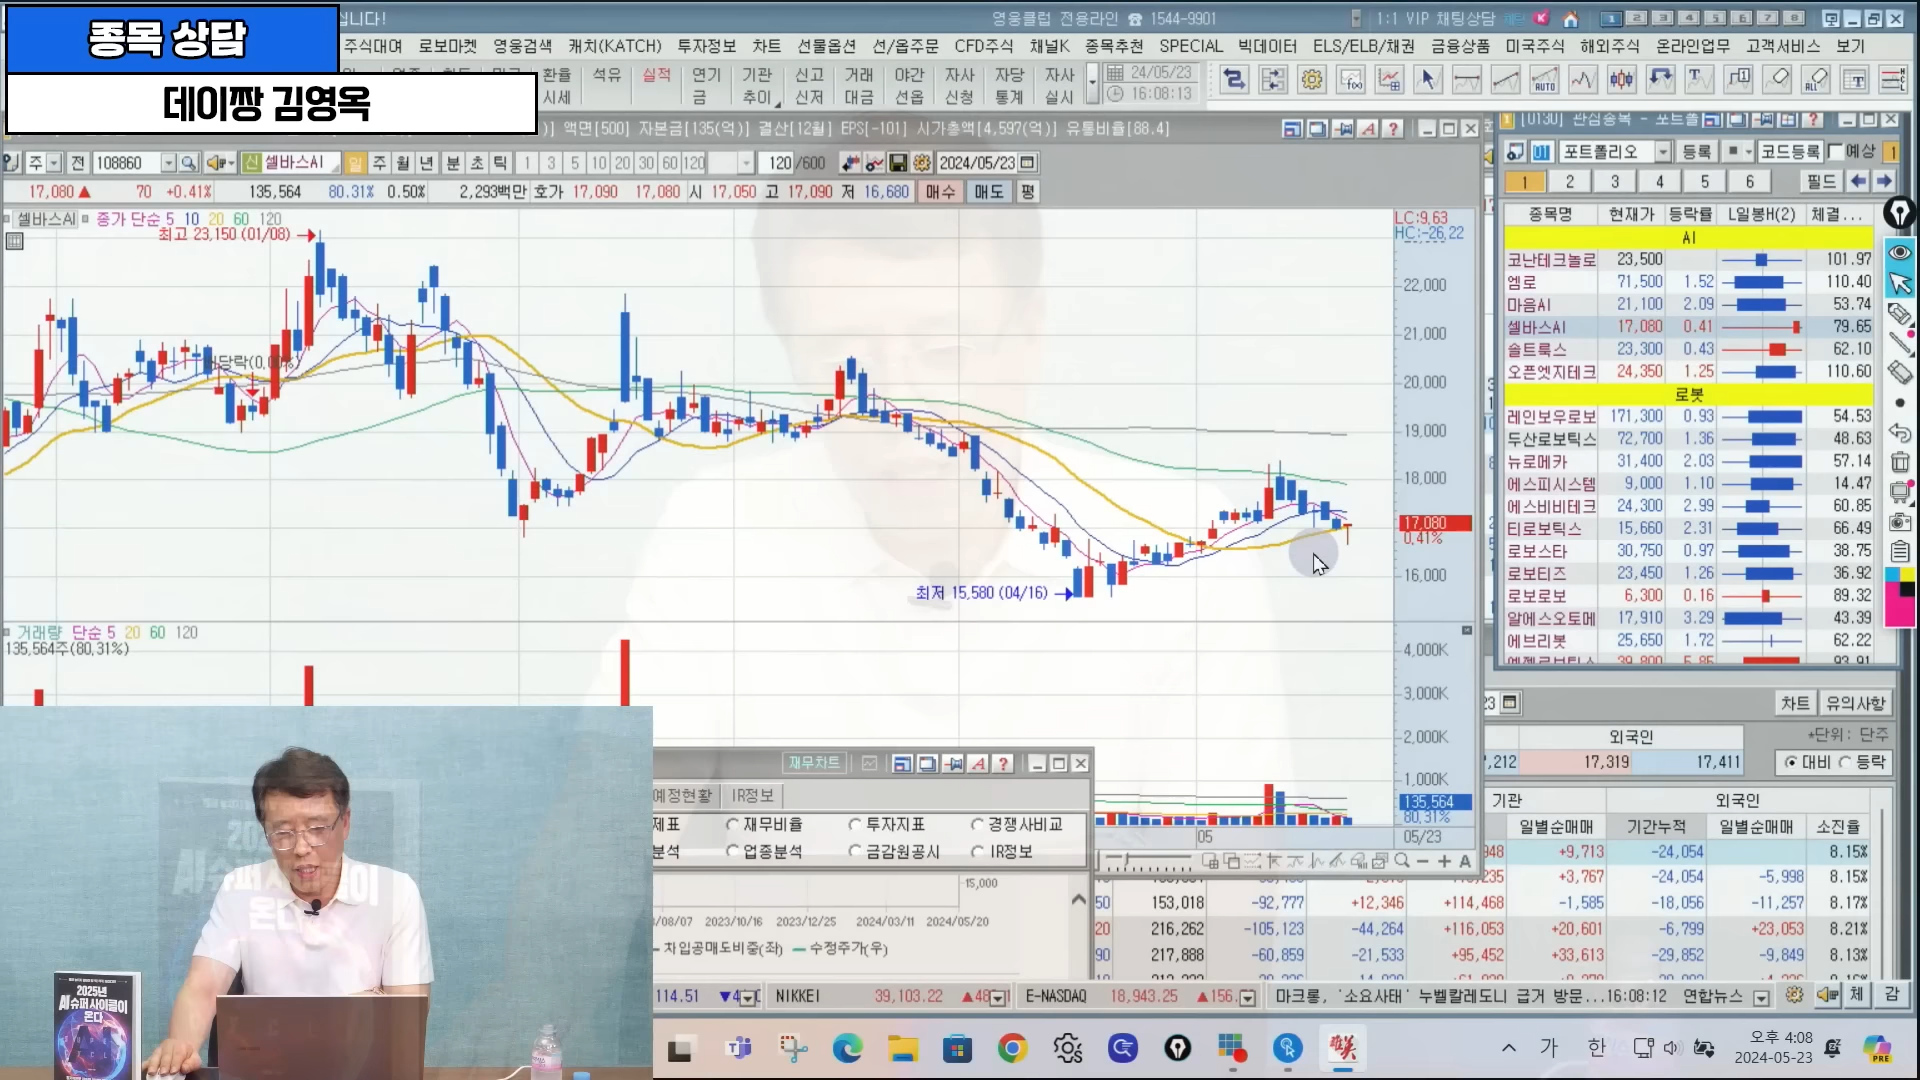 종목 상담
데이짱 김영옥
십니다!
영웅클럽 전용라인 ☎ 1544-9901
1:1 VIP 채팅상담
1 2 3 4 5 6 7 8
주식대여 로보마켓 영웅검색 캐치(KATCH) 투자정보 차트 선물옵션 선/옵주문 CFD주식 채널K 종목추천 SPECIAL 빅데이터 ELS/ELB/채권 금융상품 미국주식 해외주식 온라인업무 고객서비스 보기
환율 석유 실적 연기 기관 신고 거래 야간 자사 자당 자사
시세 금 추이 신저 대금 선옵 신청 통계 실시
24/05/23
16:08:13
액면[500] 자본금[135(억)] 결산[12월] EPS[-101] 시가총액[4,597(억)] 유통비율[88.4]
주 전 108860 신 셀바스AI 일 주 월 년 분 초 틱 1 3 5 10 20 30 60 120 120 /600 2024/05/23
17,080 ▲ 70 +0.41% 135,564 80.31% 0.50% 2,293백만 호가 17,090 17,080 시 17,050 고 17,090 저 16,680 매수 매도 평
셀바스AI 종가 단순 5 10 20 60 120
최고 23,150 (01/08)
LC:9.63
HC:-26.22
22,000
21,000
20,000
19,000
18,000
17,080
0.41%
16,000
최저 15,580 (04/16)
거래량 단순 5 20 60 120
135,564주(80.31%)
4,000K
3,000K
2,000K
1,000K
135,564
80.31%
05
05/23
[0130] 관심종목 - 포트폴
포트폴리오 등록 코드등록 예상 1
1 2 3 4 5 6 필드
종목명 현재가 등락률 L일봉H(2) 체결...
AI
코난테크놀로 23,500 101.97
엠로 71,500 1.52 110.40
마음AI 21,100 2.09 53.74
셀바스AI 17,080 0.41 79.65
솔트룩스 23,300 0.43 62.10
오픈엣지테크 24,350 1.25 110.60
로봇
레인보우로보 171,300 0.93 54.53
두산로보틱스 72,700 1.36 48.63
뉴로메카 31,400 2.03 57.14
에스피시스템 9,000 1.10 14.47
에스비비테크 24,300 2.99 60.85
티로보틱스 15,660 2.31 66.49
로보스타 30,750 0.97 38.75
로보티즈 23,450 1.26 36.92
로보로보 6,300 0.16 89.32
알에스오토메 17,910 3.29 43.39
에브리봇 25,650 1.72 62.22
차트 유의사항
외국인
*단위: 단주
17,319 17,411 대비 등락
기관 외국인
일별순매매 기간누적 일별순매매 소진율
+9,713 -24,054 8.15%
+3,767 -24,054 -5,998 8.15%
153,018 -92,777 +12,346 +114,468 -1,585 -18,056 -11,257 8.17%
216,262 -105,123 -44,264 +116,053 +20,601 -6,799 +23,053 8.21%
217,888 -60,859 -21,533 +95,452 +33,613 -29,852 -9,849 8.13%
재무차트
예정현황 IR정보
재무비율 투자지표 경쟁사비교
업종분석 금감원공시 IR정보
15,000
2023/10/16 2023/12/25 2024/03/11 2024/05/20
차입공매도비중(좌) 수정주가(우)
114.51 NIKKEI 39,103.22 ▲48 E-NASDAQ 18,943.25 ▲156. 마크롱, '소요사태' 누벨칼레도니 급거 방문...16:08:12 연합뉴스 체 감
가 한 오후 4:08
2024-05-23
PRE
2025년
AI슈퍼사이클이
온다